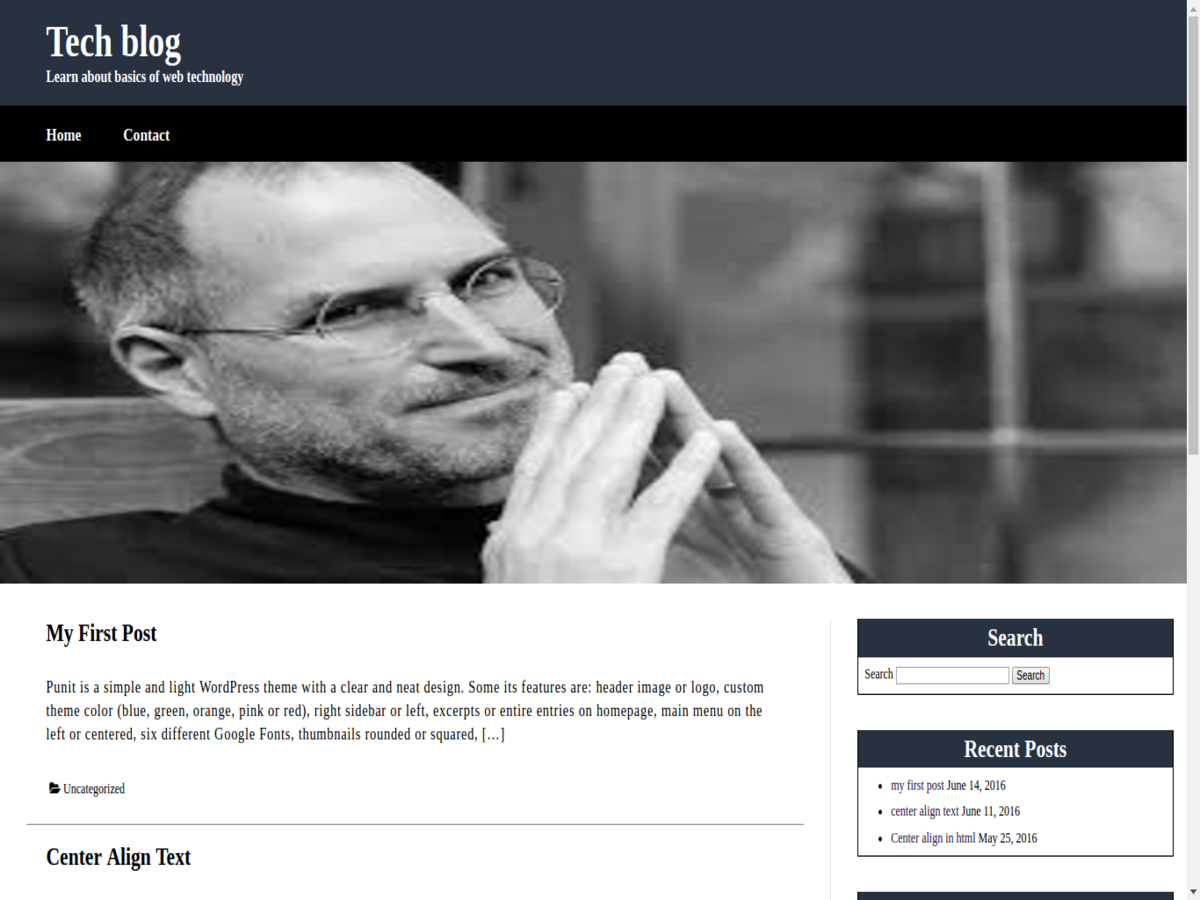 Tech blog
Learn about basics of web technology
Home Contact
My First Post
Punit is a simple and light WordPress theme with a clear and neat design. Some its features are: header image or logo, custom
theme color (blue, green, orange, pink or red), right sidebar or left, excerpts or entire entries on homepage, main menu on the
left or centered, six different Google Fonts, thumbnails rounded or squared, […]
Uncategorized
Center Align Text
Search
Search Search
Recent Posts
my first post June 14, 2016
center align text June 11, 2016
Center align in html May 25, 2016